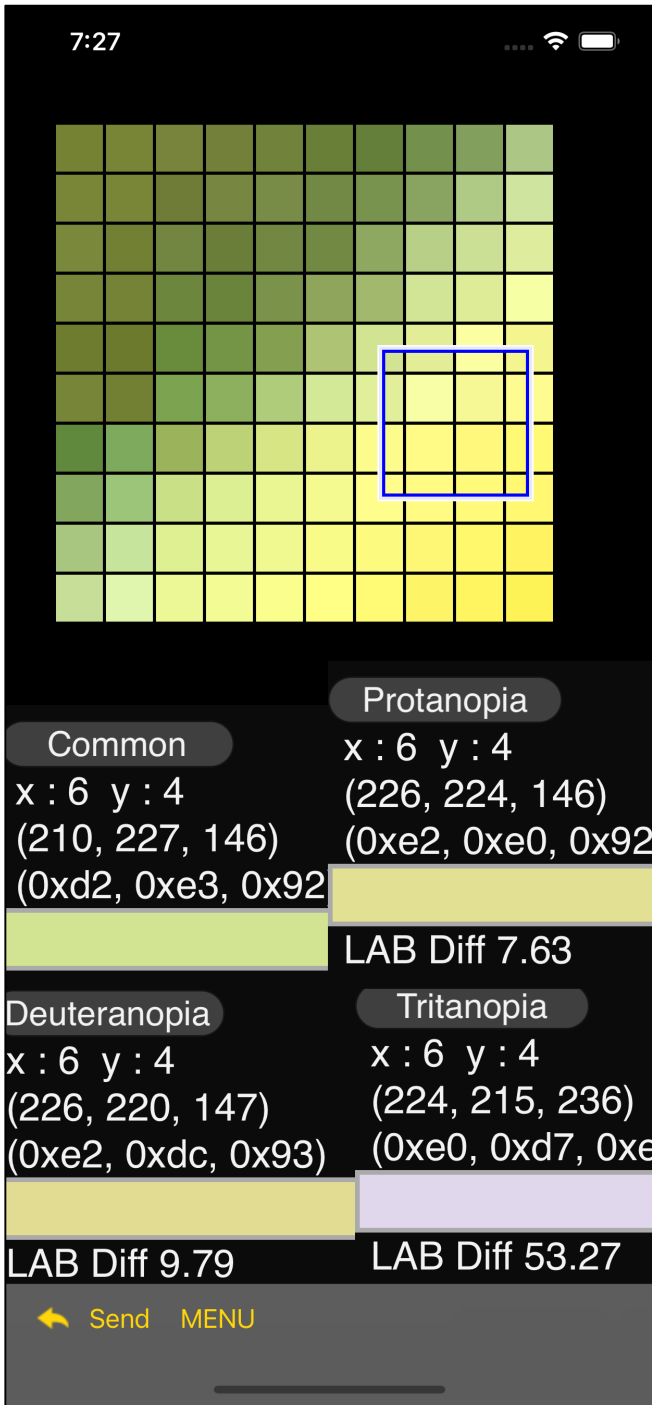 7:27
Common
x : 6 y : 4
(210, 227, 146)
(0xd2, 0xe3, 0x92
Protanopia
x : 6 y : 4
(226, 224, 146)
(0xe2, 0xe0, 0x92
LAB Diff 7.63
Deuteranopia
x : 6 y : 4
(226, 220, 147)
(0xe2, 0xdc, 0x93)
LAB Diff 9.79
Tritanopia
x : 6 y : 4
(224, 215, 236)
(0xe0, 0xd7, 0xe
LAB Diff 53.27
Send MENU